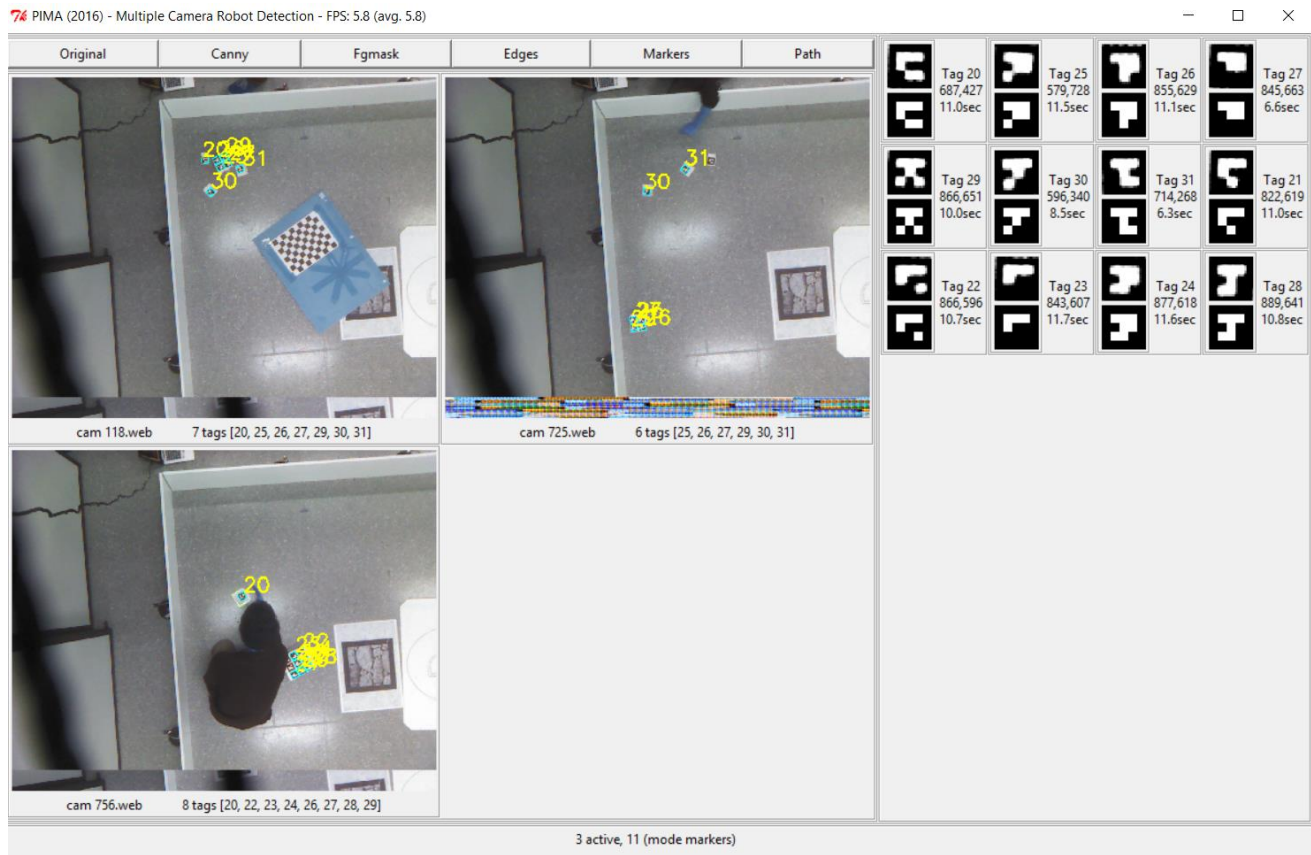 PIMA (2016) - Multiple Camera Robot Detection - FPS: 5.8 (avg. 5.8)
Original Canny Fgmask Edges Markers Path
30
31
30
cam 118.web 7 tags [20, 25, 26, 27, 29, 30, 31]
cam 725.web 6 tags [25, 26, 27, 29, 30, 31]
20
cam 756.web 8 tags [20, 22, 23, 24, 26, 27, 28, 29]
Tag 20
687,427
11.0sec
Tag 25
579,728
11.5sec
Tag 26
855,629
11.1sec
Tag 27
845,663
6.6sec
Tag 29
866,651
10.0sec
Tag 30
596,340
8.5sec
Tag 31
714,268
6.3sec
Tag 21
822,619
11.0sec
Tag 22
866,596
10.7sec
Tag 23
843,607
11.7sec
Tag 24
877,618
11.6sec
Tag 28
889,641
10.8sec
3 active, 11 (mode markers)